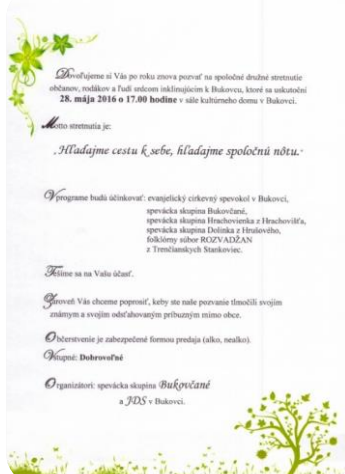 Dovoľujeme si Vás po roku znova pozvať na spoločné družné stretnutie
občanov, rodákov a ľudí srdcom inklinujúcim k Bukovcu, ktoré sa uskutoční
28. mája 2016 o 17.00 hodine v sále kultúrneho domu v Bukovci.
Motto stretnutia je:
„Hľadajme cestu k sebe, hľadajme spoločnú nôtu.“
V programe budú účinkovať: evanjelický cirkevný spevokol v Bukovci,
spevácka skupina Bukovčané,
spevácka skupina Hrachovienka z Hrachovišťa,
spevácka skupina Dolinka z Hrušového,
folklórny súbor ROZVADŽAN
z Trenčianskych Stankoviec.
Tešíme sa na Vašu účasť.
Zároveň Vás chceme poprosiť, keby ste naše pozvanie tlmočili svojim
známym a svojim odsťahovaným príbuzným mimo obce.
Občerstvenie je zabezpečené formou predaja (alko, nealko).
Vstupné: Dobrovoľné
Organizátori: spevácka skupina Bukovčané
a JDS v Bukovci.